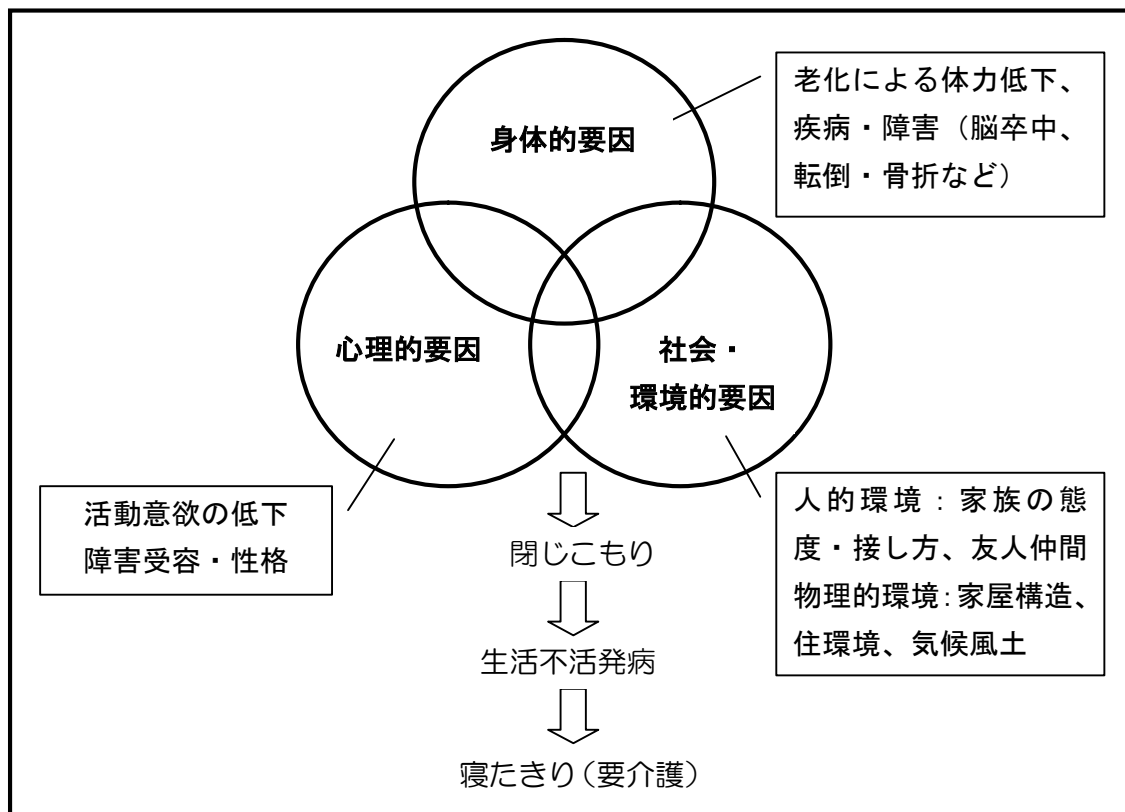 身体的要因
老化による体力低下、
疾病・障害（脳卒中、
転倒・骨折など）
心理的要因
社会・
環境的要因
活動意欲の低下
障害受容・性格
人的環境：家族の態
度・接し方、友人仲間
物理的環境：家屋構造、
住環境、気候風土
閉じこもり
生活不活発病
寝たきり（要介護）